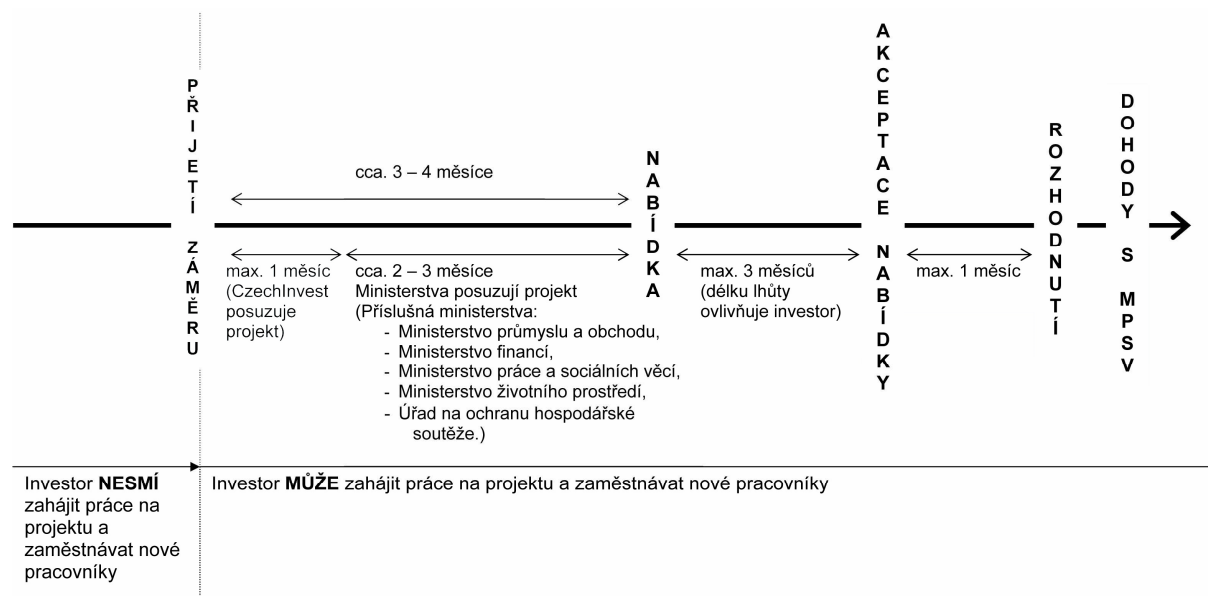 PŘIJETÍ ZÁMĚRU
cca. 3 – 4 měsíce
max. 1 měsíc
(CzechInvest
posuzuje
projekt)
cca. 2 – 3 měsíce
Ministerstva posuzují projekt
(Příslušná ministerstva:
- Ministerstvo průmyslu a obchodu,
- Ministerstvo financí,
- Ministerstvo práce a sociálních věcí,
- Ministerstvo životního prostředí,
- Úřad na ochranu hospodářské
soutěže.)
NABÍDKA
max. 3 měsíců
(délku lhůty
ovlivňuje investor)
AKCEPTACE NABÍDKY
max. 1 měsíc
ROZHODNUTÍ
DOHODY S MPSV
Investor NESMÍ
zahájit práce na
projektu a
zaměstnávat nové
pracovníky
Investor MŮŽE zahájit práce na projektu a zaměstnávat nové pracovníky